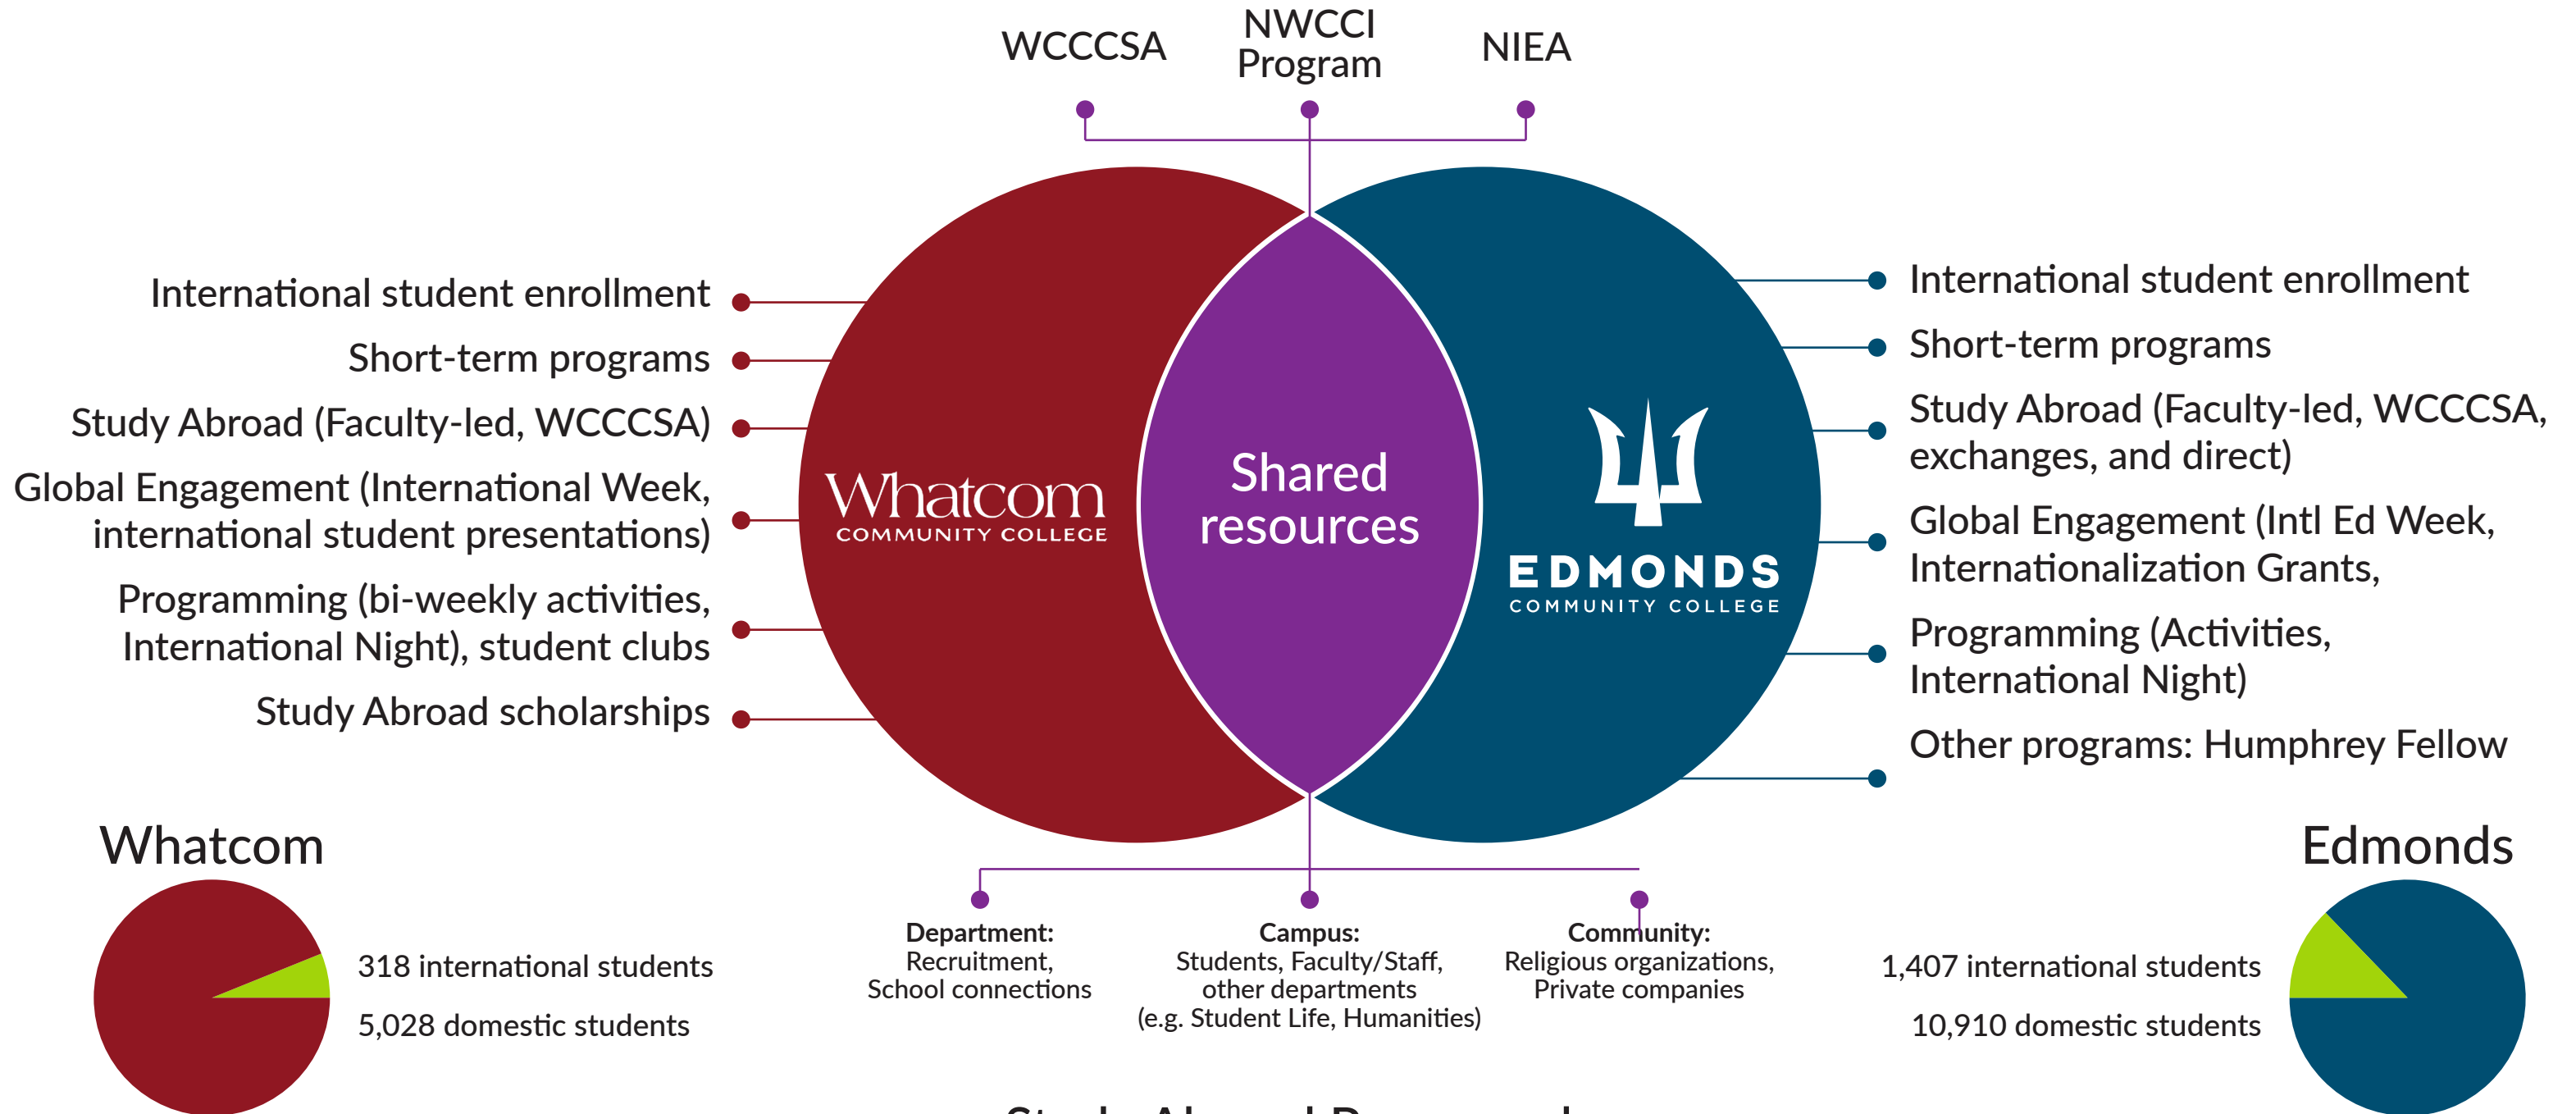 WCCCSA
NWCCI
Program
NIEA
International student enrollment
Short-term programs
Study Abroad (Faculty-led, WCCCSA)
Global Engagement (International Week,
international student presentations)
Programming (bi-weekly activities,
International Night), student clubs
Study Abroad scholarships
Whatcom
COMMUNITY COLLEGE
Shared
resources
EDMONDS
COMMUNITY COLLEGE
International student enrollment
Short-term programs
Study Abroad (Faculty-led, WCCCSA,
exchanges, and direct)
Global Engagement (Intl Ed Week,
Internationalization Grants,
Programming (Activities,
International Night)
Other programs: Humphrey Fellow
Whatcom
318 international students
5,028 domestic students
Department:
Recruitment,
School connections
Campus:
Students, Faculty/Staff,
other departments
(e.g. Student Life, Humanities)
Community:
Religious organizations,
Private companies
Edmonds
1,407 international students
10,910 domestic students